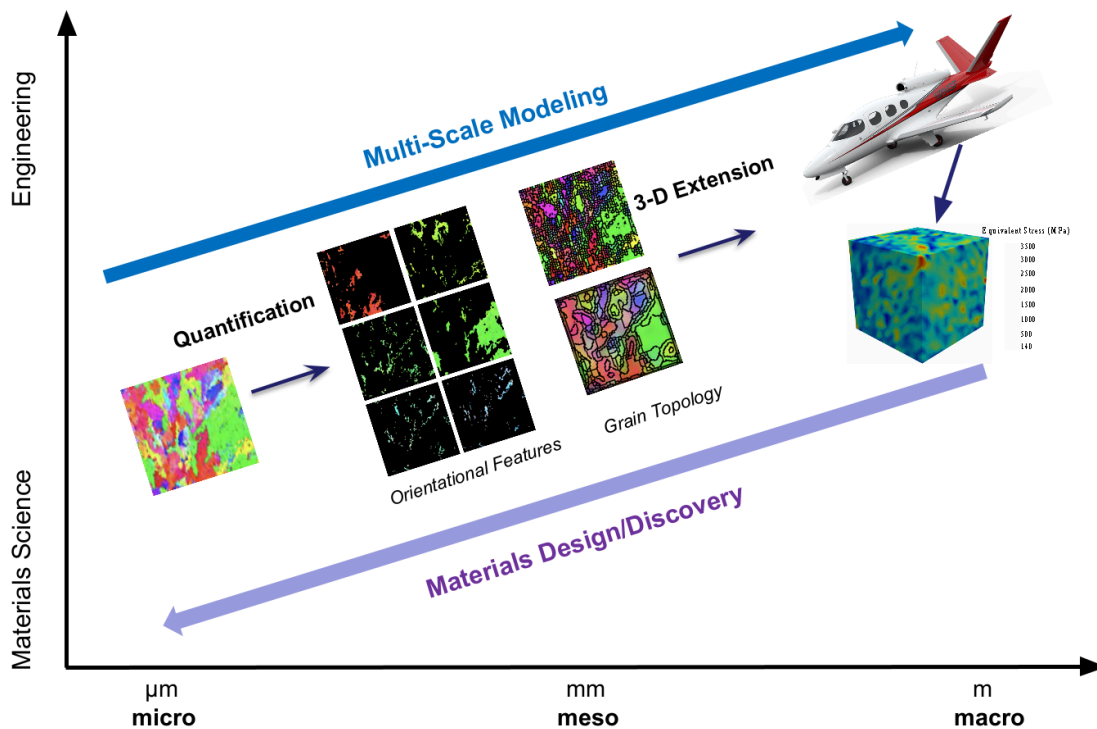 Engineering
Materials Science
Multi-Scale Modeling
3-D Extension
Quantification
Orientational Features
Grain Topology
Equivalent Stress (MPa)
3500
3000
2500
2000
1500
1000
500
140
Materials Design/Discovery
µm
mm
m
micro
meso
macro